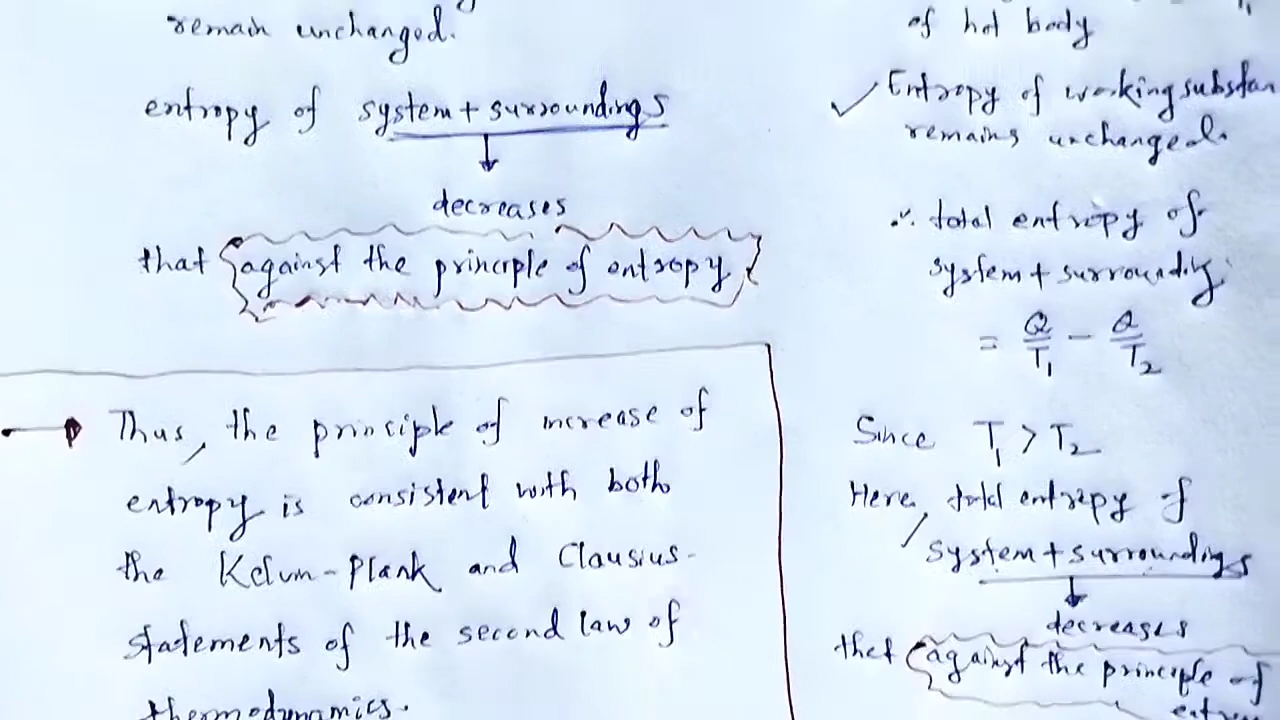 remain unchanged.
entropy of system + surroundings
decreases
that against the principle of entropy
Thus, the principle of increase of
entropy is consistent with both
the Kelvin-Plank and Clausius-
statements of the second law of
thermodynamics.
of hot body
✓ Entropy of working substan
remains unchanged.
∴ total entropy of
system + surrounding
= Q/T₁ - Q/T₂
Since T₁ > T₂
Here, total entropy of
system + surroundings
decreases
that against the principle of